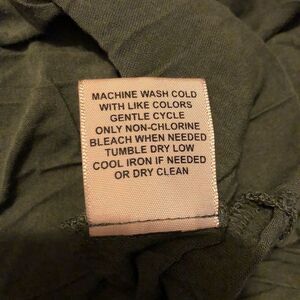 MACHINE WASH COLD
WITH LIKE COLORS
GENTLE CYCLE
ONLY NON-CHLORINE
BLEACH WHEN NEEDED
TUMBLE DRY LOW
COOL IRON IF NEEDED
OR DRY CLEAN